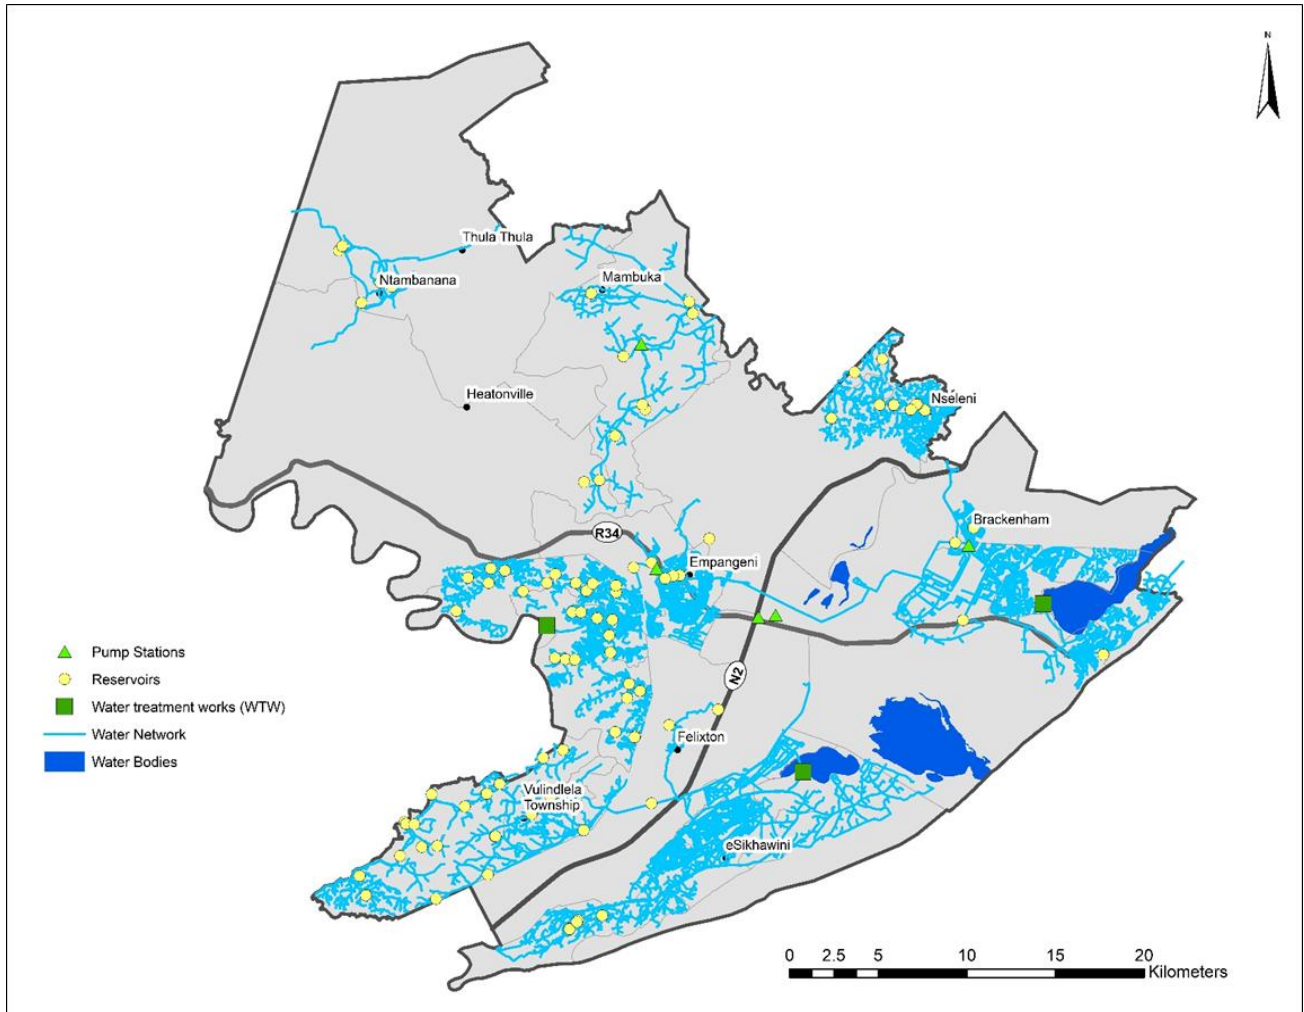 N
Thula Thula
Ntambanana
Mambuka
Heatonville
Nseleni
R34
Brackenham
Empangeni
N2
Felixton
Vulindlela
Township
eSikhawini
Pump Stations
Reservoirs
Water treatment works (WTW)
Water Network
Water Bodies
0 2.5 5 10 15 20
Kilometers